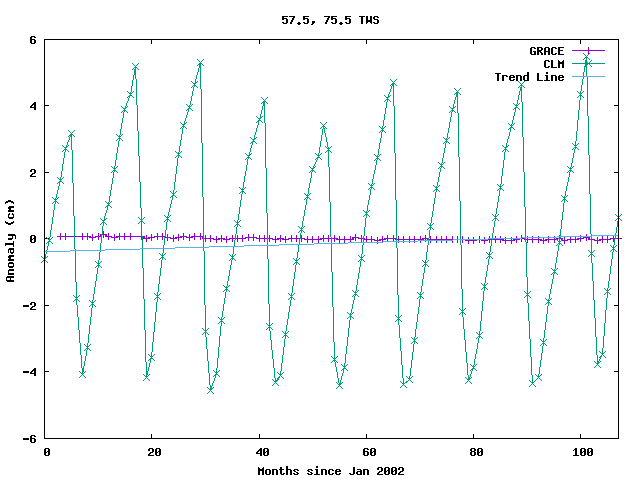 57.5, 75.5 TWS
GRACE
CLM
Trend Line
6
4
2
0
-2
-4
-6
Anomaly (cm)
0 20 40 60 80 100
Months since Jan 2002